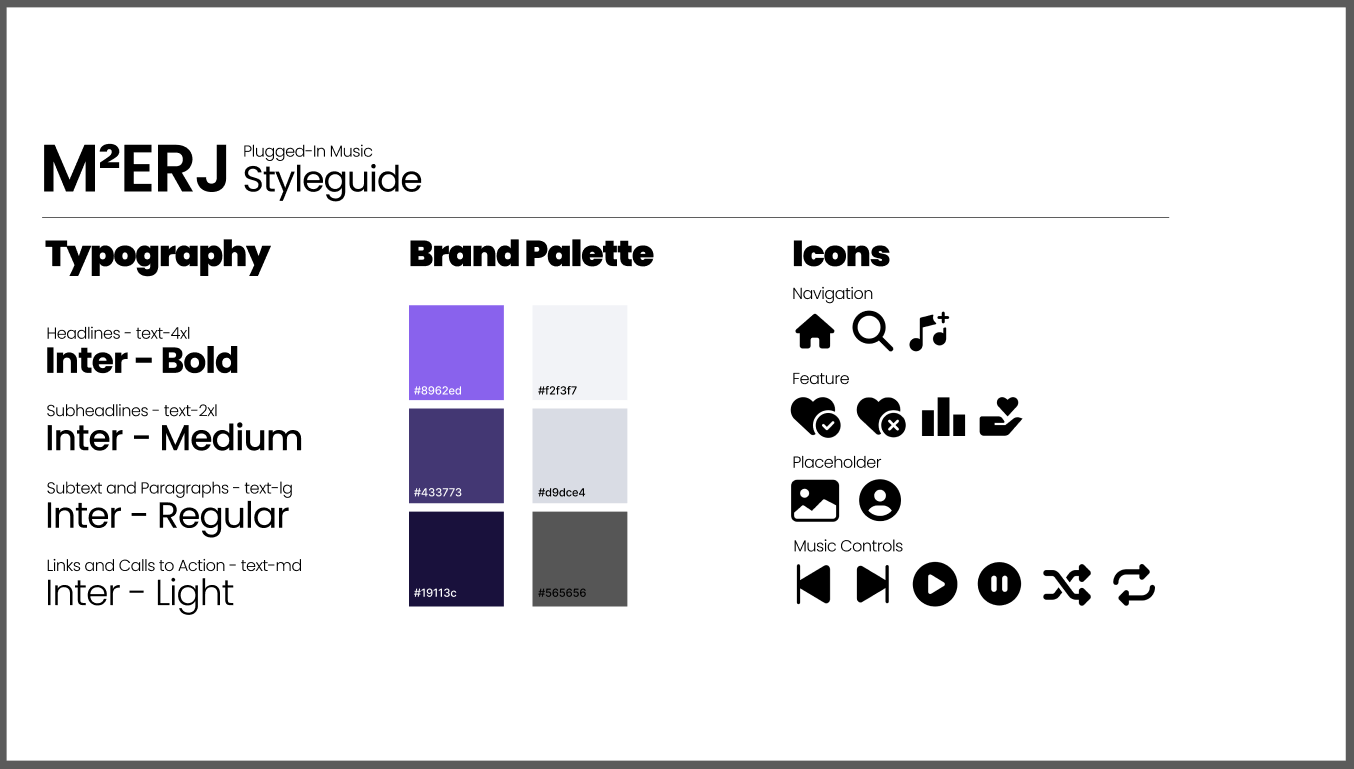 M²ERJ
Plugged-In Music
Styleguide
Typography
Headlines - text-4xl
Inter - Bold
Subheadlines - text-2xl
Inter - Medium
Subtext and Paragraphs - text-lg
Inter - Regular
Links and Calls to Action - text-md
Inter - Light
Brand Palette
#8962ed
#f2f3f7
#433773
#d9dce4
#19113c
#565656
Icons
Navigation
Feature
Placeholder
Music Controls